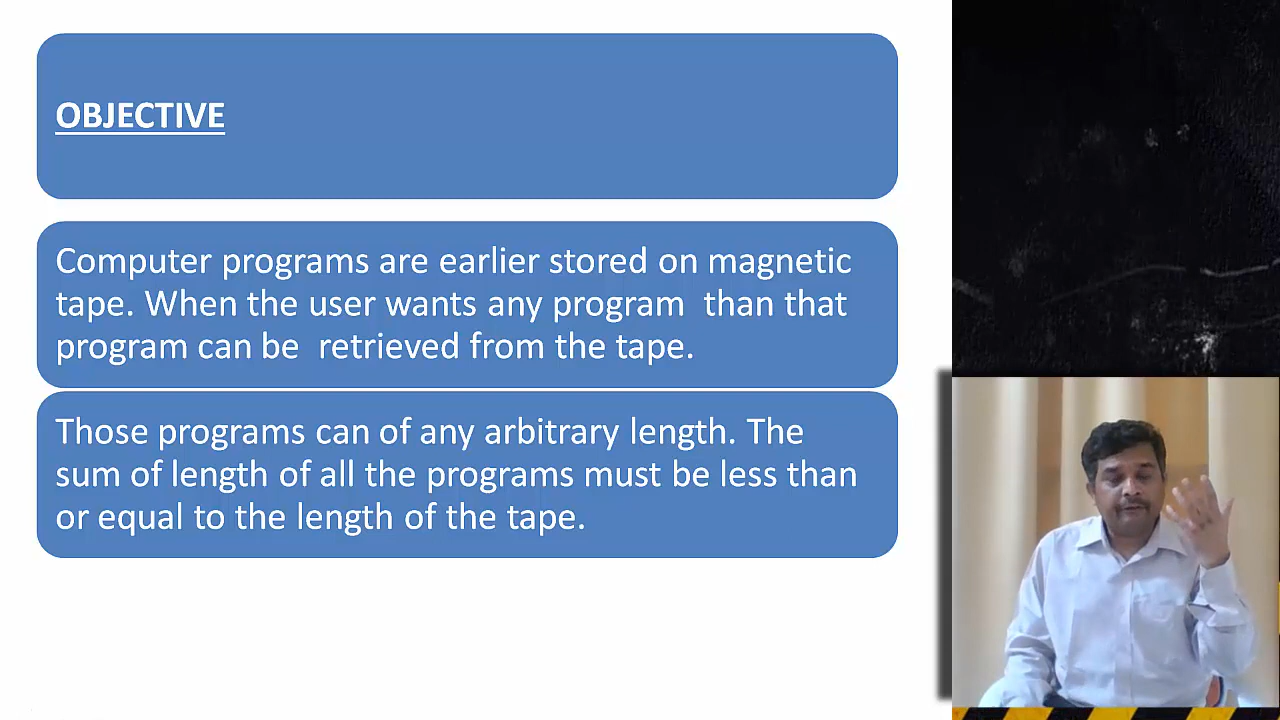 OBJECTIVE
Computer programs are earlier stored on magnetic
tape. When the user wants any program  than that
program can be  retrieved from the tape.
Those programs can of any arbitrary length. The
sum of length of all the programs must be less than
or equal to the length of the tape.